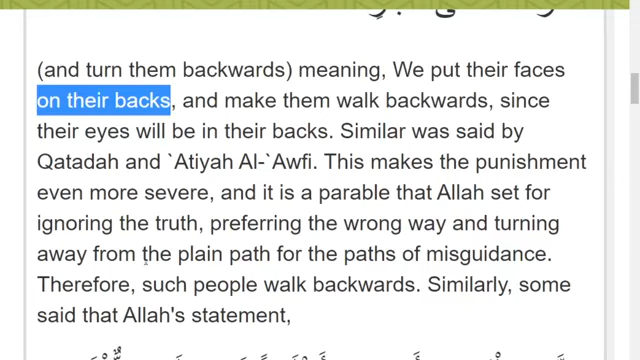 (and turn them backwards) meaning, We put their faces
on their backs, and make them walk backwards, since
their eyes will be in their backs. Similar was said by
Qatadah and `Atiyah Al-`Awfi. This makes the punishment
even more severe, and it is a parable that Allah set for
ignoring the truth, preferring the wrong way and turning
away from the plain path for the paths of misguidance.
Therefore, such people walk backwards. Similarly, some
said that Allah's statement,